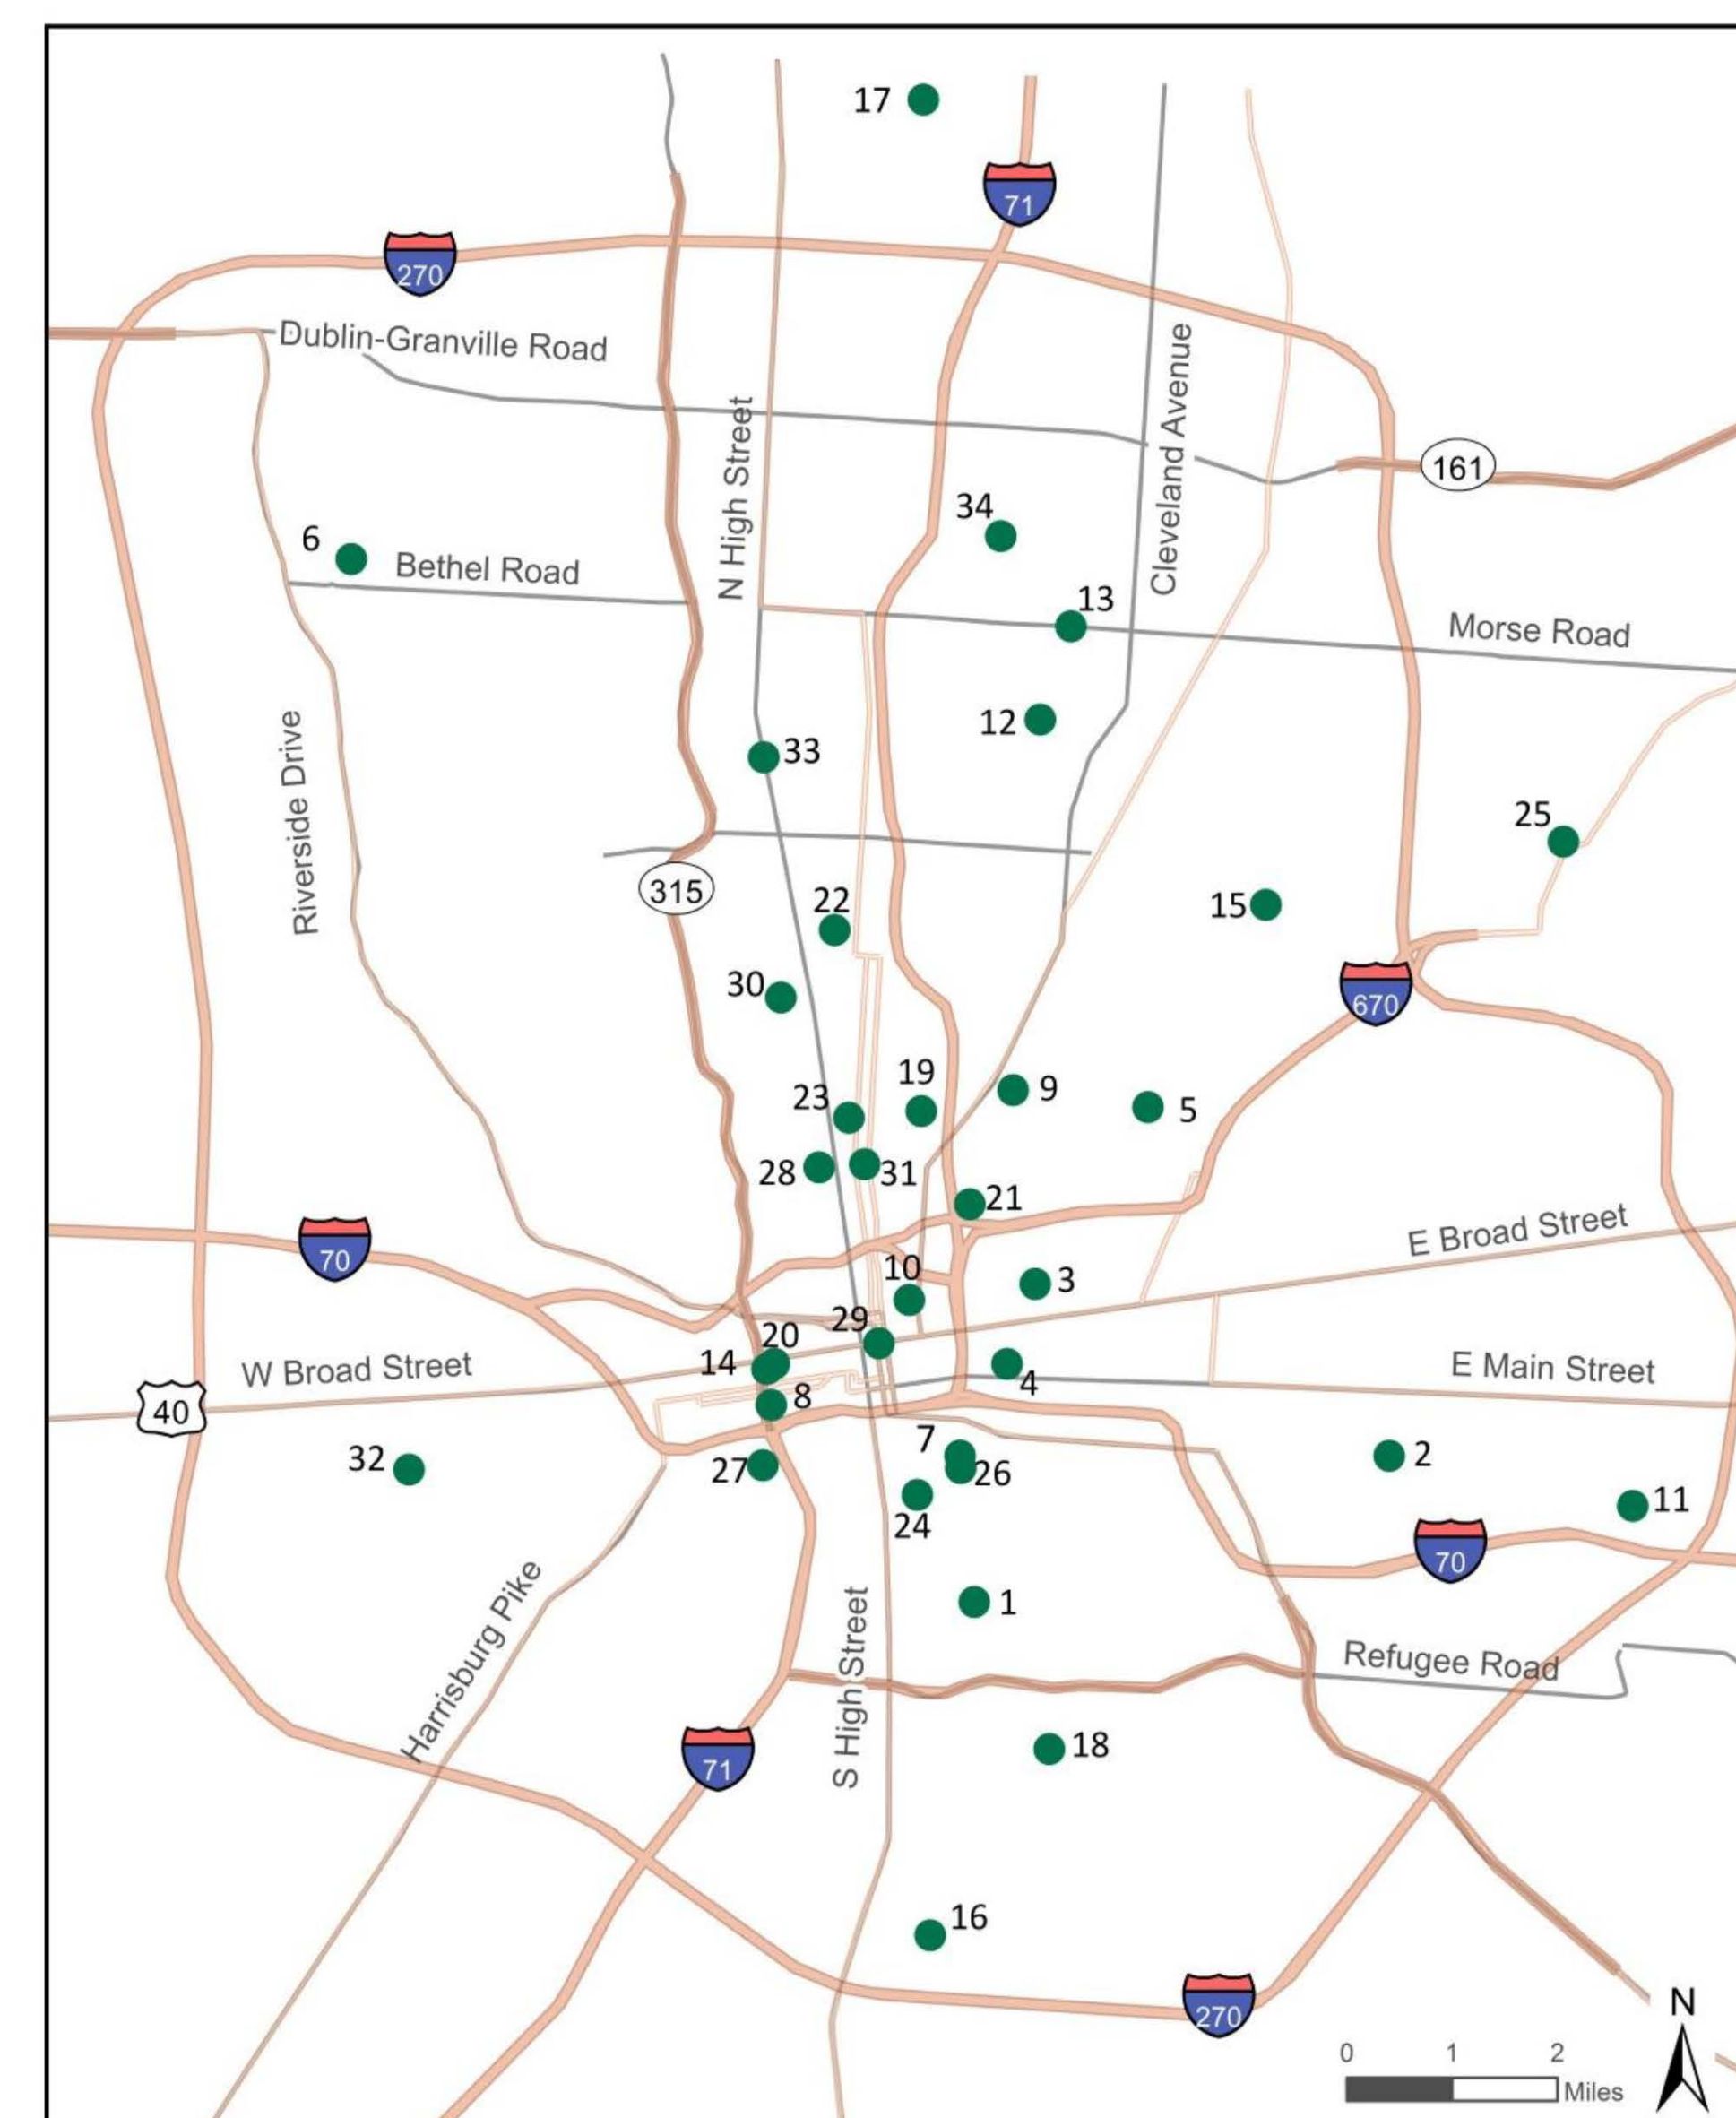 17
71
270
Dublin-Granville Road
N High Street
Cleveland Avenue
161
34
6
Bethel Road
13
Morse Road
12
33
Riverside Drive
25
315
22
15
30
670
19
9
23
5
28
31
21
E Broad Street
70
10
3
29
20
14
W Broad Street
4
E Main Street
40
8
7
2
32
27
26
11
24
70
1
Harrisburg Pike
S High Street
Refugee Road
71
18
16
270
N
0 1 2
Miles